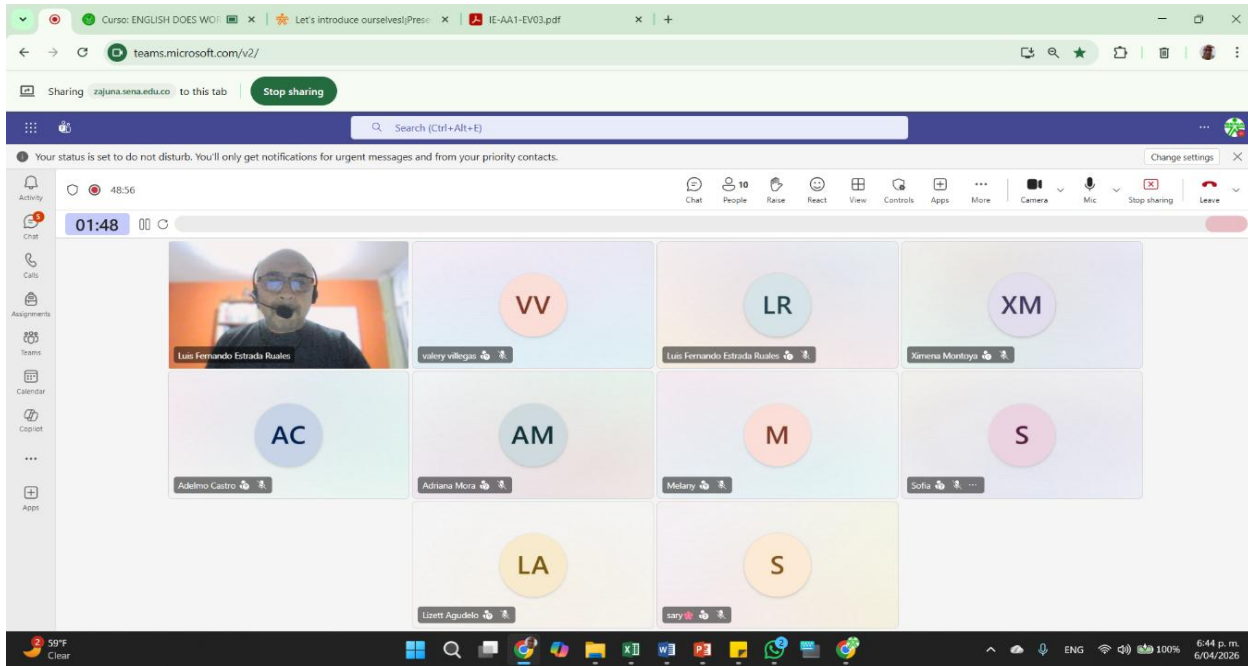 Curso: ENGLISH DOES WOR
Let's introduce ourselves!¡Prese
IE-AA1-EV03.pdf
teams.microsoft.com/v2/
Sharing zajuna.sena.edu.co to this tab Stop sharing
Search (Ctrl+Alt+E)
Your status is set to do not disturb. You'll only get notifications for urgent messages and from your priority contacts. Change settings
48:56
10
Chat People Raise React View Controls Apps More Camera Mic Stop sharing Leave
01:48
Activity
5
Chat
Calls
Assignments
Teams
Calendar
Copilot
Apps
VV LR XM
Luis Fernando Estrada Ruales valery villegas Luis Fernando Estrada Ruales Ximena Montoya
AC AM M S
Adelmo Castro Adriana Mora Melany Sofia
LA S
Lizett Agudelo sary
2 59°F
Clear
2
ENG 100% 6:44 p. m.
6/04/2026